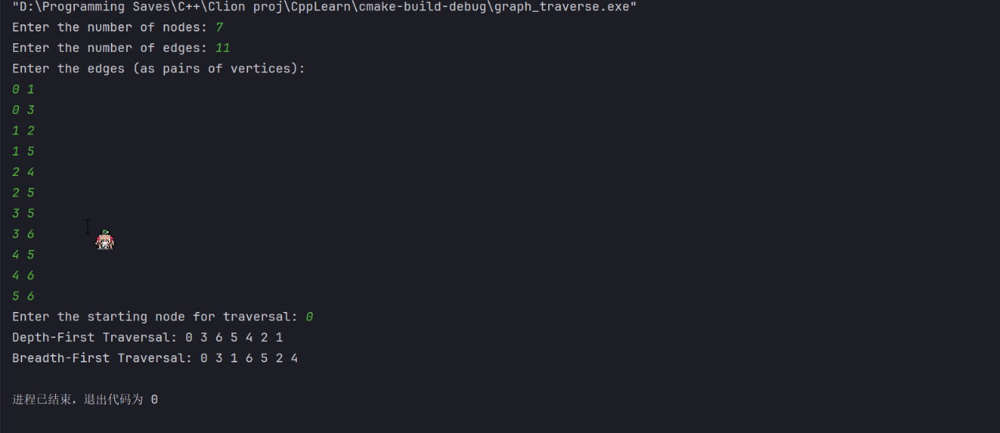 "D:\Programming Saves\C++\Clion proj\CppLearn\cmake-build-debug\graph_traverse.exe"
Enter the number of nodes: 7
Enter the number of edges: 11
Enter the edges (as pairs of vertices):
0 1
0 3
1 2
1 5
2 4
2 5
3 5
3 6
4 5
4 6
5 6
Enter the starting node for traversal: 0
Depth-First Traversal: 0 3 6 5 4 2 1
Breadth-First Traversal: 0 3 1 6 5 2 4
进程已结束，退出代码为 0